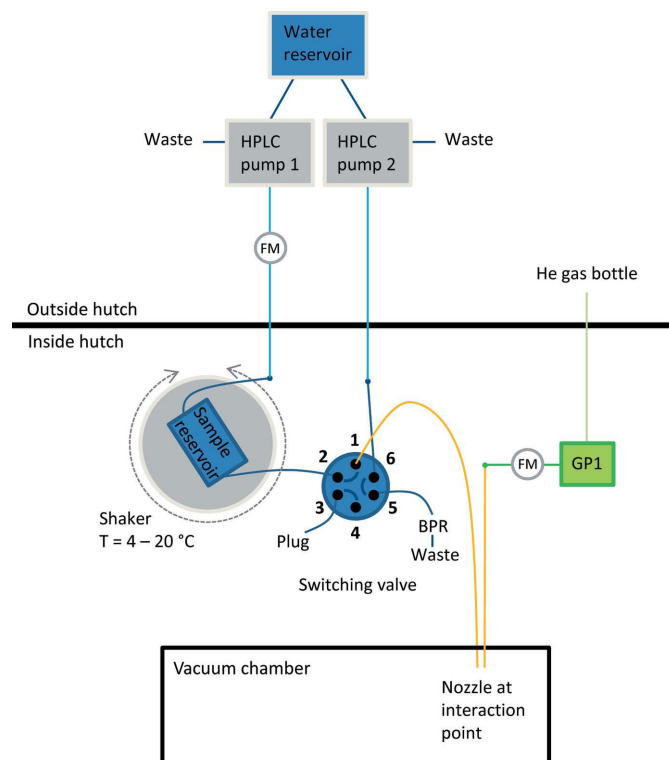 Water
reservoir
Waste
HPLC
pump 1
HPLC
pump 2
Waste
FM
He gas bottle
Outside hutch
Inside hutch
Sample
reservoir
1
2
6
3
5
4
FM
GP1
Shaker
T = 4 – 20 °C
Plug
BPR
Waste
Switching valve
Vacuum chamber
Nozzle at
interaction
point